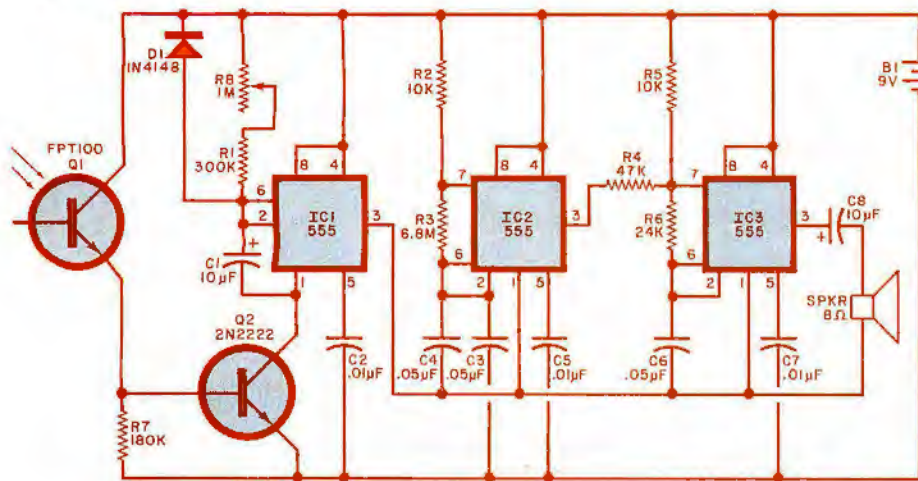 D1
1N4148
R8
1M
R2
10K
R5
10K
B1
9V
FPT100
Q1
R1
300K
8
4
8
4
8
4
R4
47K
6
2
IC1
555
3
7
R3
6.8M
6
IC2
555
3
7
R6
24K
6
IC3
555
3
C8
10µF
+
+
C1
10µF
1
5
2
1
5
2
1
5
SPKR
8Ω
Q2
2N2222
C2
.01µF
C4
.05µF
C3
.05µF
C5
.01µF
C6
.05µF
C7
.01µF
R7
180K